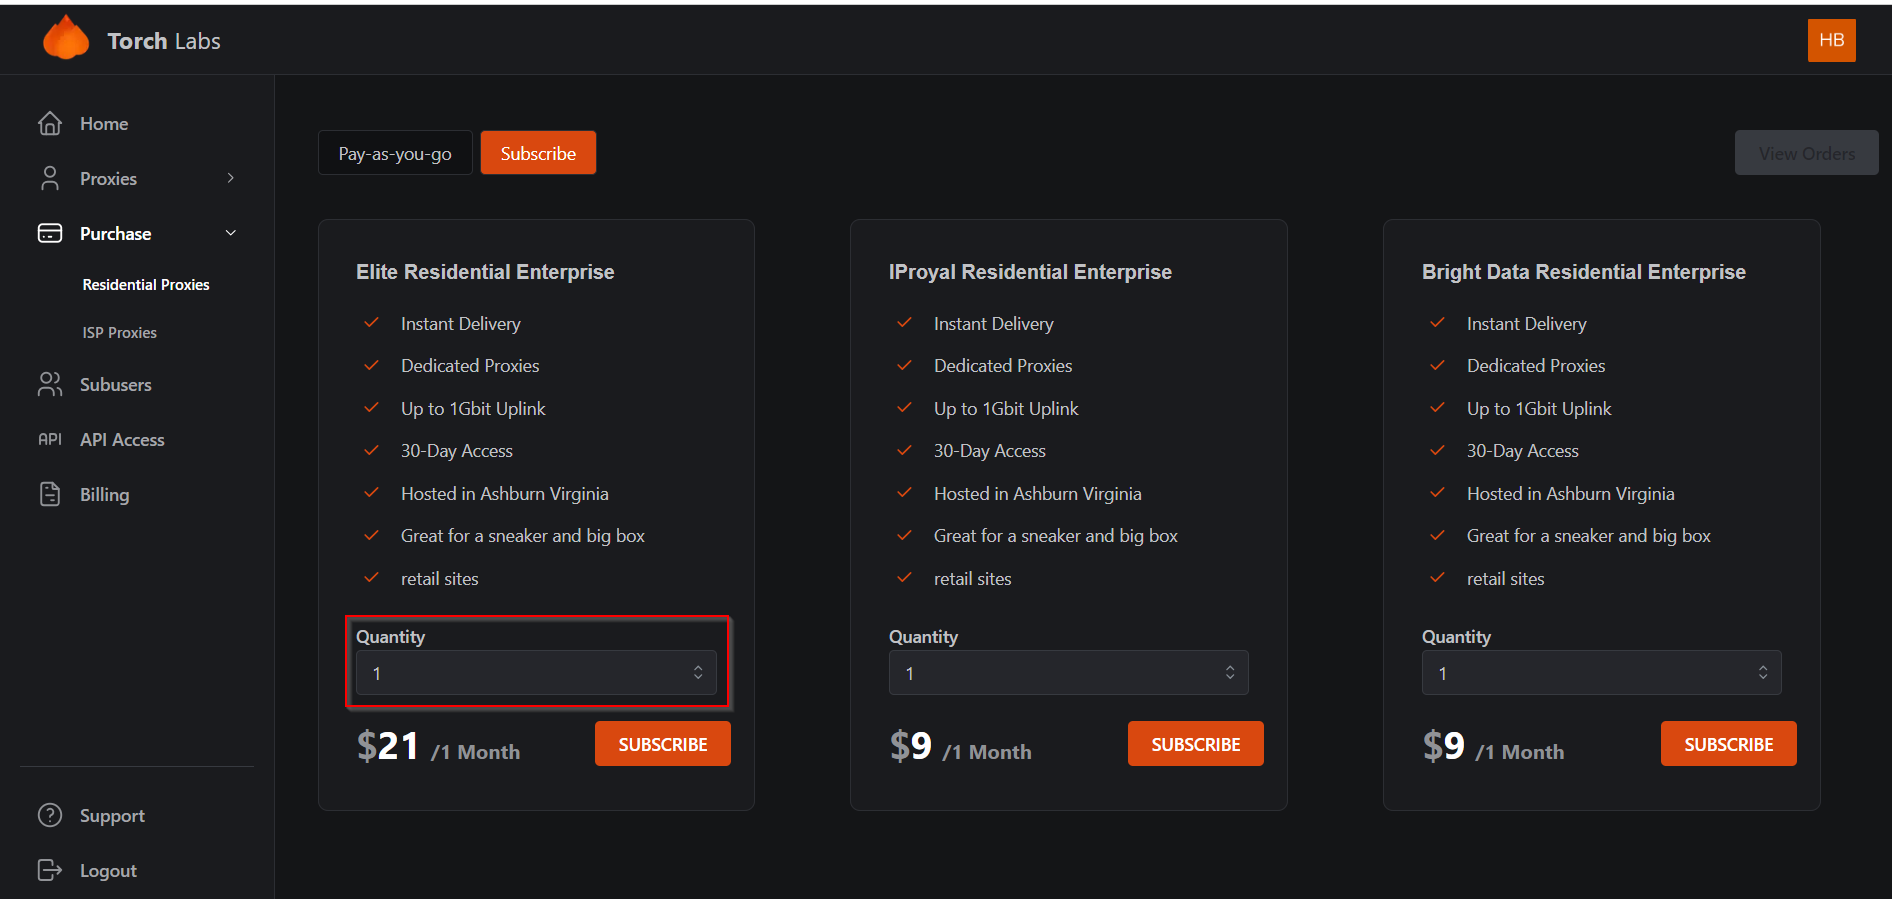 Torch Labs
HB
Home
Proxies
Purchase
Residential Proxies
ISP Proxies
Subusers
API API Access
Billing
Support
Logout
Pay-as-you-go
Subscribe
View Orders
Elite Residential Enterprise
Instant Delivery
Dedicated Proxies
Up to 1Gbit Uplink
30-Day Access
Hosted in Ashburn Virginia
Great for a sneaker and big box
retail sites
Quantity
1
$21 /1 Month
SUBSCRIBE
IProyal Residential Enterprise
Instant Delivery
Dedicated Proxies
Up to 1Gbit Uplink
30-Day Access
Hosted in Ashburn Virginia
Great for a sneaker and big box
retail sites
Quantity
1
$9 /1 Month
SUBSCRIBE
Bright Data Residential Enterprise
Instant Delivery
Dedicated Proxies
Up to 1Gbit Uplink
30-Day Access
Hosted in Ashburn Virginia
Great for a sneaker and big box
retail sites
Quantity
1
$9 /1 Month
SUBSCRIBE